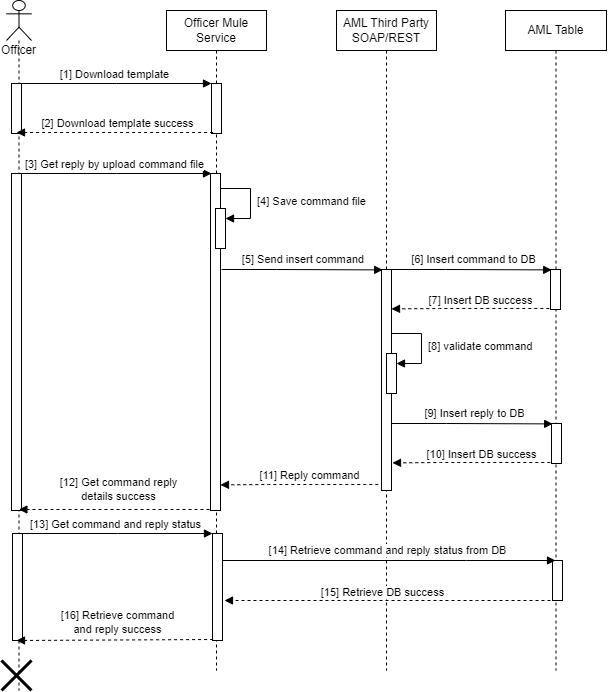 Officer
Officer Mule
Service
AML Third Party
SOAP/REST
AML Table
[1] Download template
[2] Download template success
[3] Get reply by upload command file
[4] Save command file
[5] Send insert command
[6] Insert command to DB
[7] Insert DB success
[8] validate command
[9] Insert reply to DB
[10] Insert DB success
[11] Reply command
[12] Get command reply
details success
[13] Get command and reply status
[14] Retrieve command and reply status from DB
[15] Retrieve DB success
[16] Retrieve command
and reply success